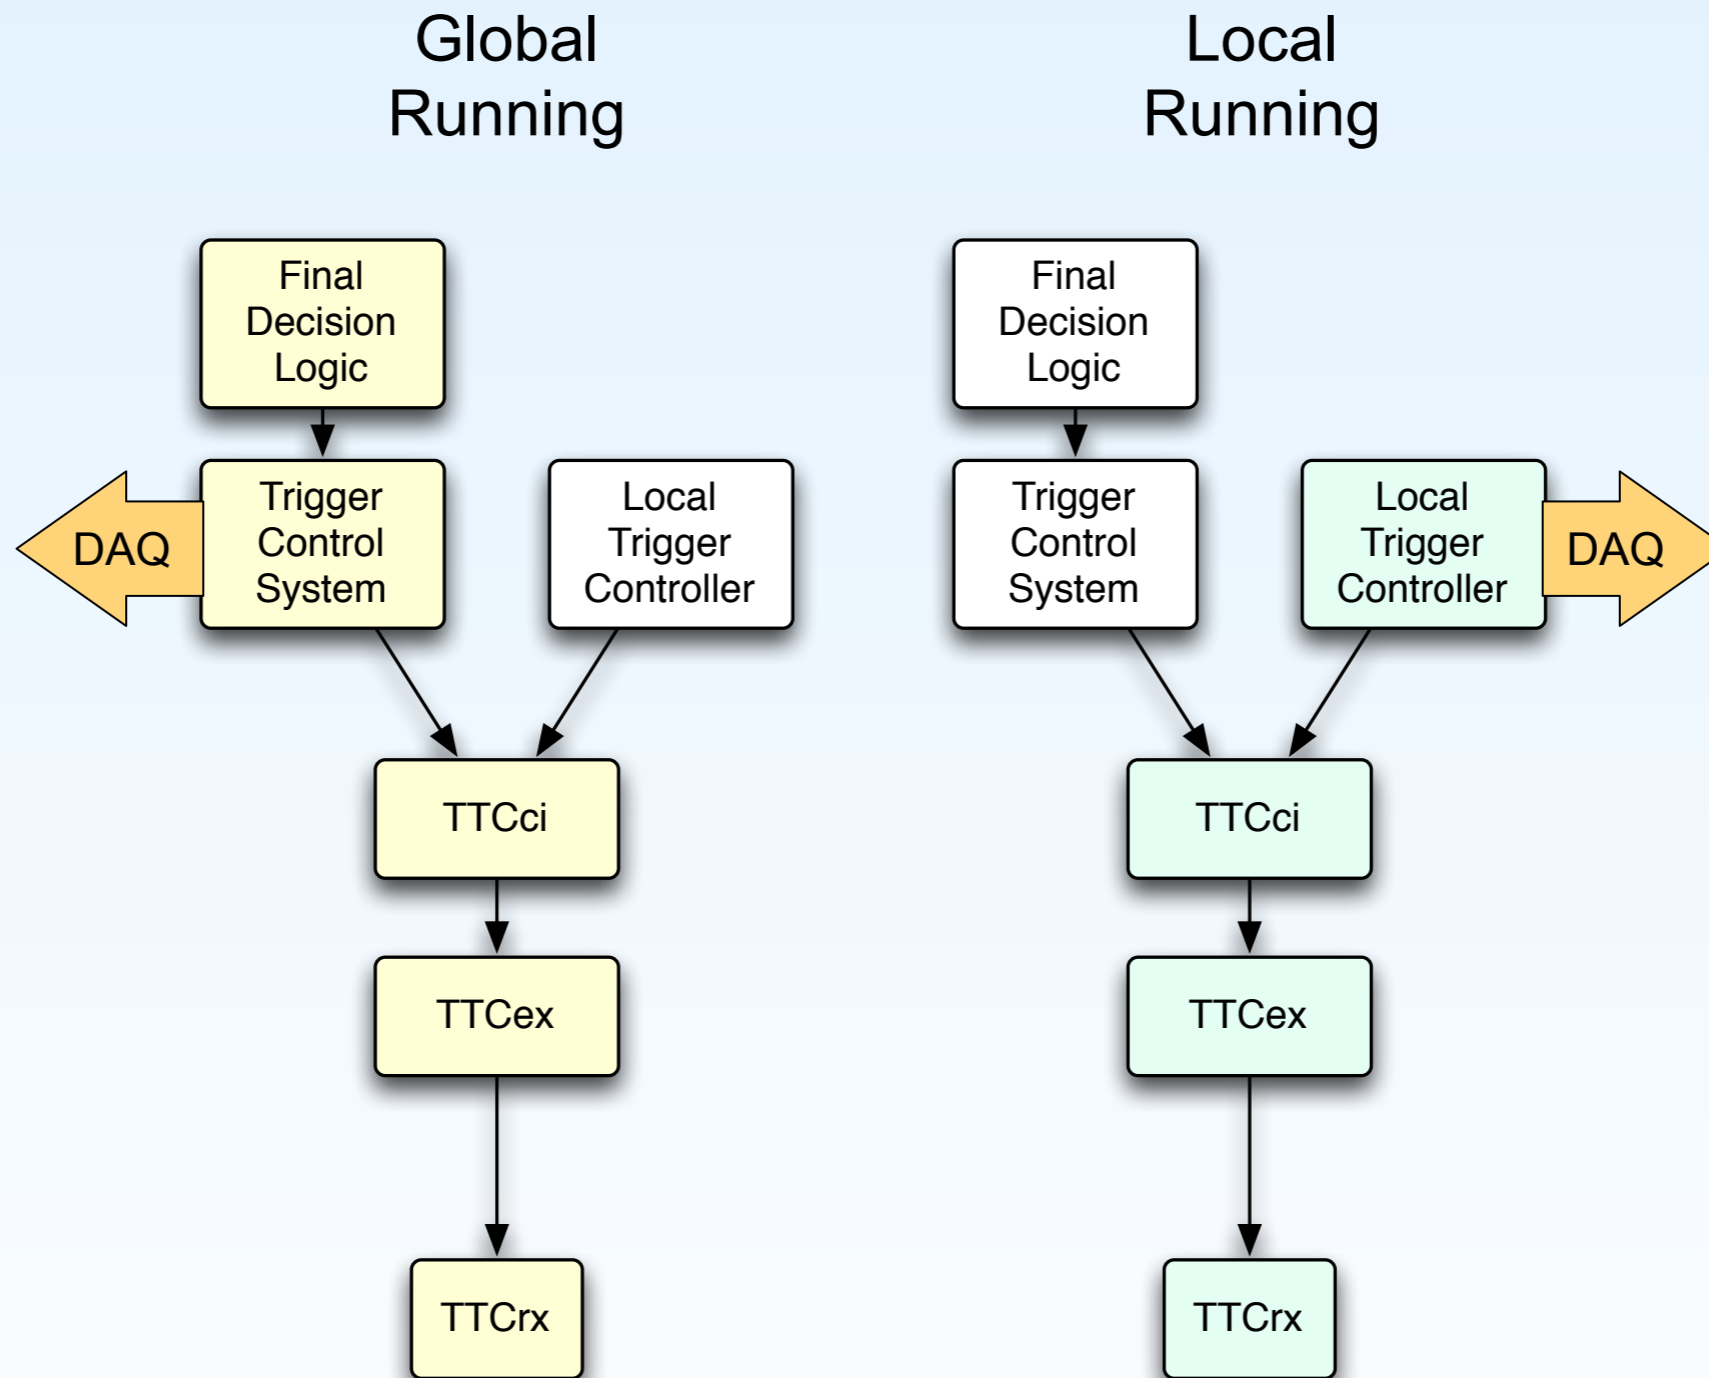 Global
Running
Final
Decision
Logic
DAQ
Trigger
Control
System
Local
Trigger
Controller
TTCci
TTCex
TTCrx
Local
Running
Final
Decision
Logic
Trigger
Control
System
Local
Trigger
Controller
DAQ
TTCci
TTCex
TTCrx